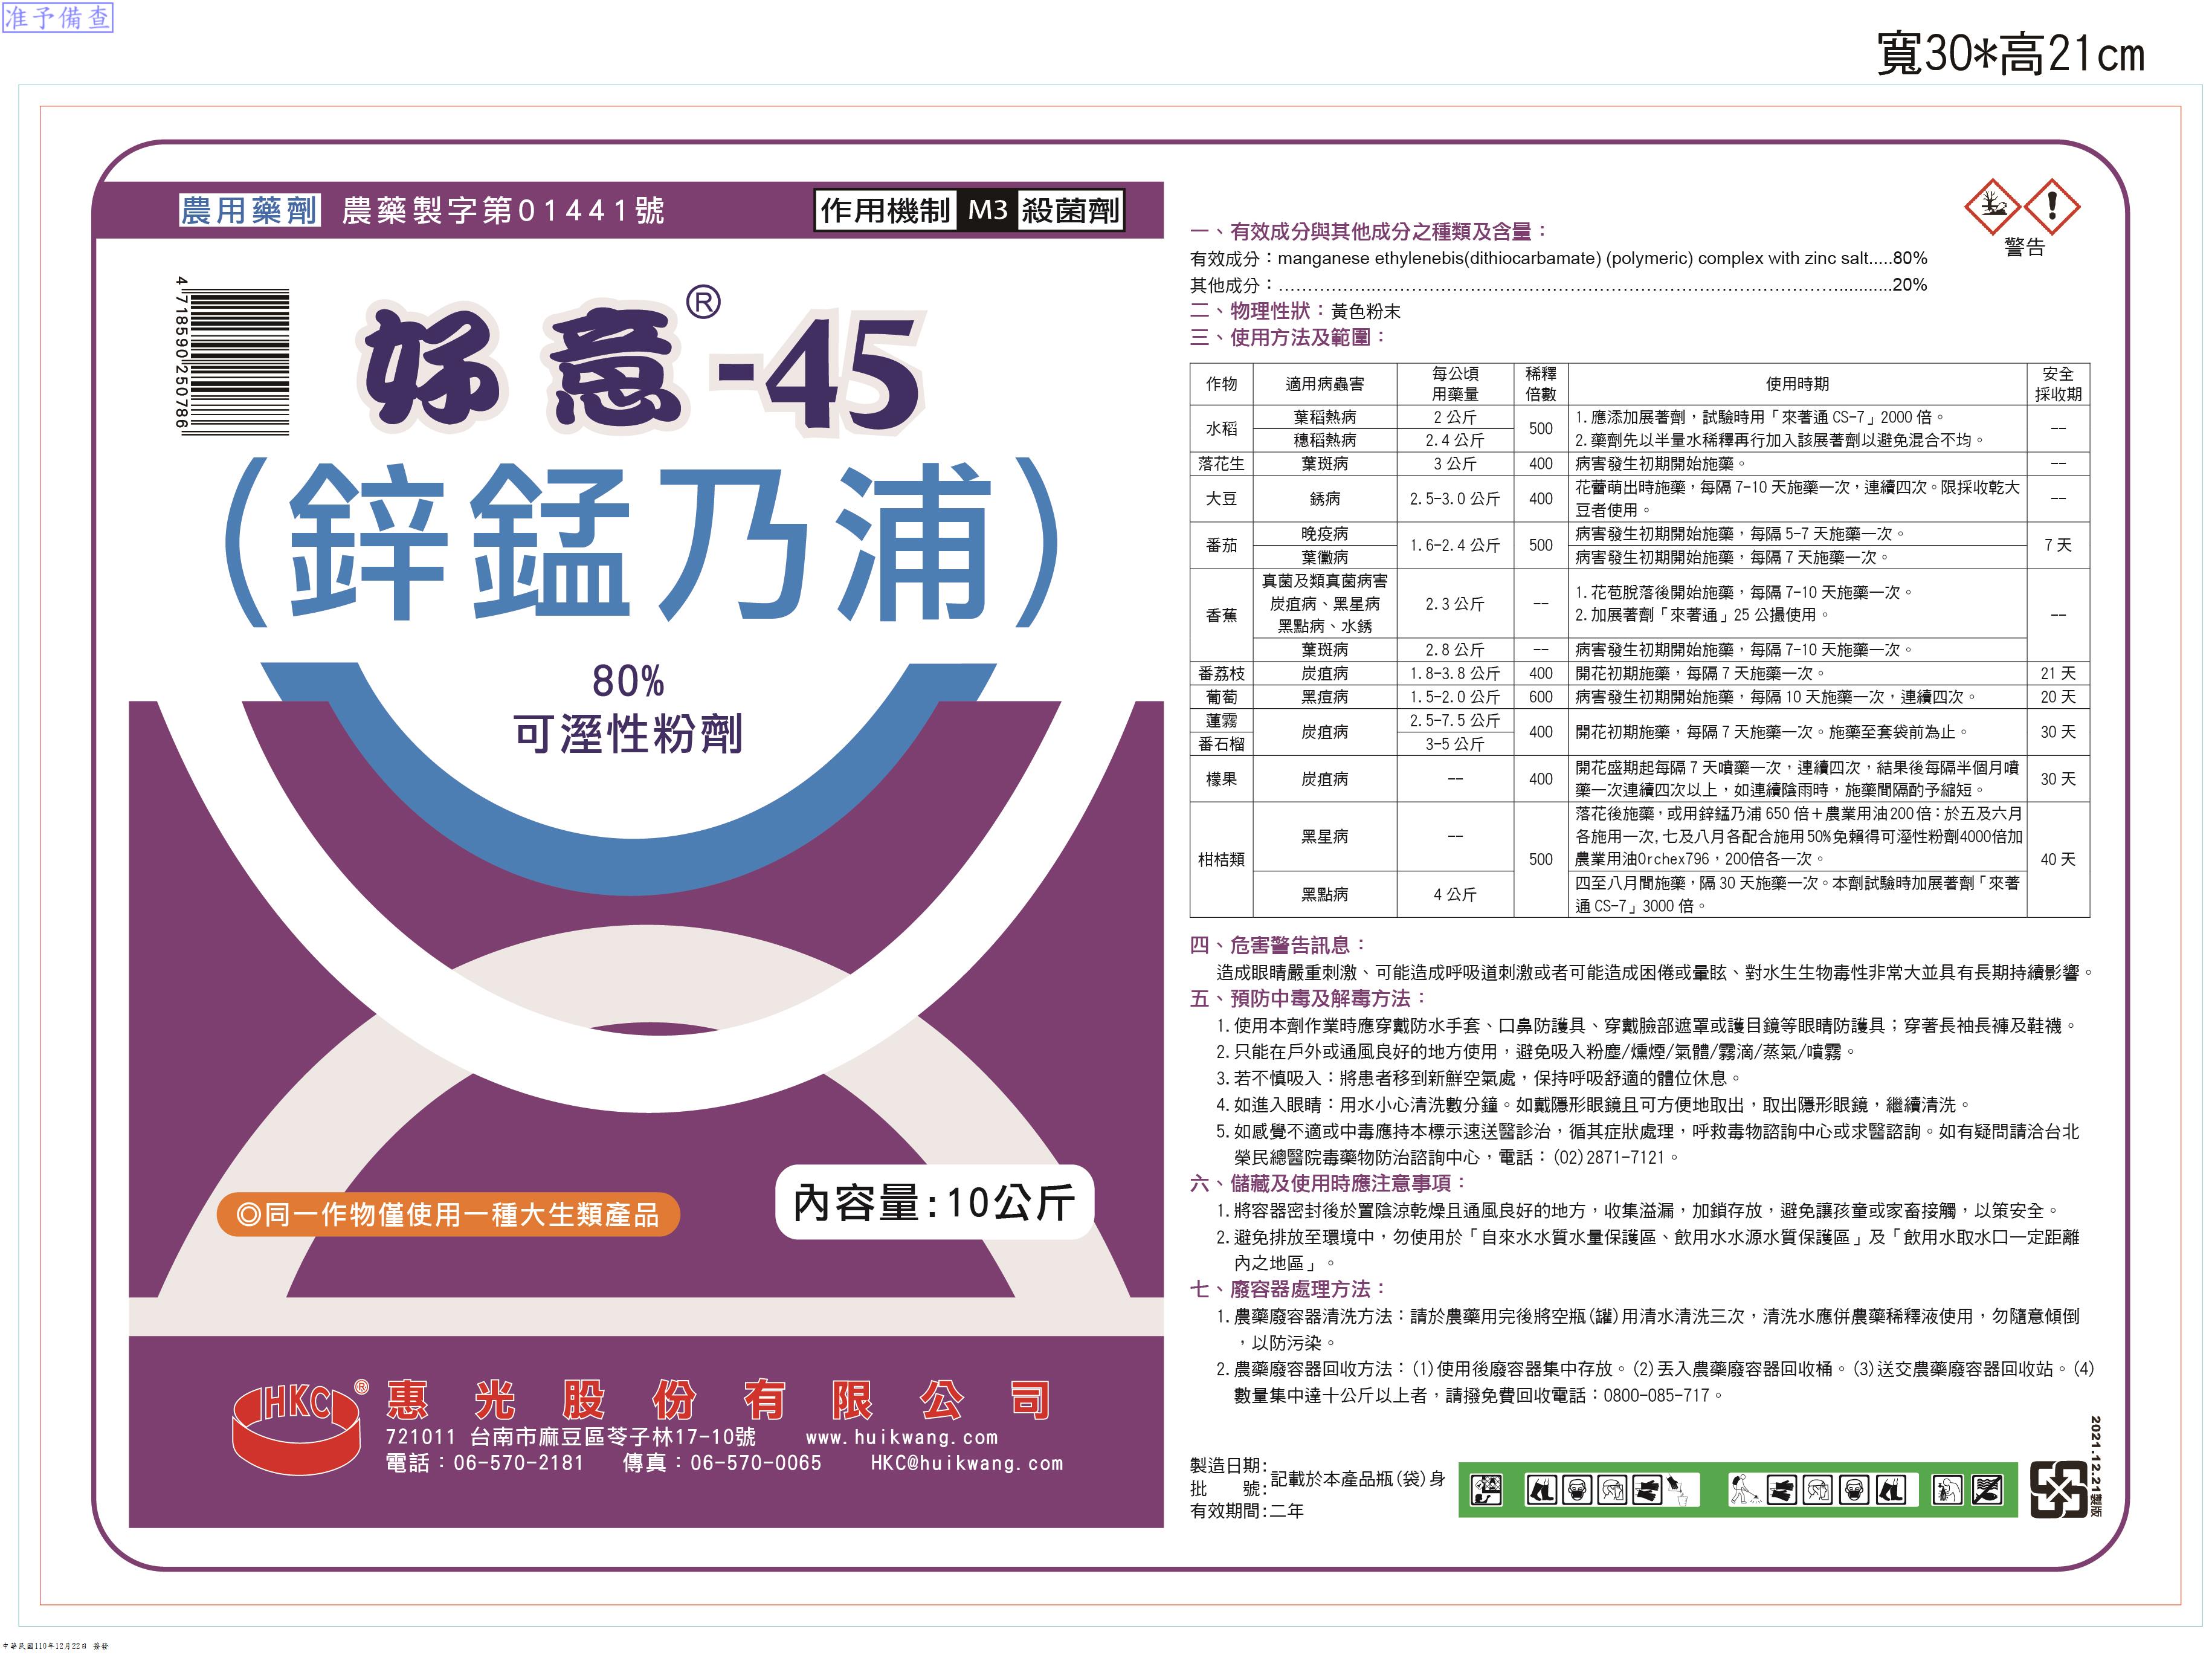 准予備查
寬30*高21cm
農用藥劑 農藥製字第01441號 作用機制 M3 殺菌劑
4 718590 250786
好意®-45
(鋅錳乃浦)
80%
可溼性粉劑
◎同一作物僅使用一種大生類產品
內容量:10公斤
HKC® 惠光股份有限公司
721011 台南市麻豆區苓子林17-10號 www.huikwang.com
電話：06-570-2181 傳真：06-570-0065 HKC@huikwang.com
警告
一、有效成分與其他成分之種類及含量：
有效成分：manganese ethylenebis(dithiocarbamate) (polymeric) complex with zinc salt.....80%
其他成分：...........20%
二、物理性狀：黃色粉末
三、使用方法及範圍：
作物 適用病蟲害 每公頃用藥量 稀釋倍數 使用時期 安全採收期
水稻 葉稻熱病 2 公斤 500 1.應添加展著劑，試驗時用「來著通 CS-7」2000 倍。 --
穗稻熱病 2.4 公斤 2.藥劑先以半量水稀釋再行加入該展著劑以避免混合不均。
落花生 葉斑病 3 公斤 400 病害發生初期開始施藥。 --
大豆 銹病 2.5-3.0 公斤 400 花蕾萌出時施藥，每隔 7-10 天施藥一次，連續四次。限採收乾大
豆者使用。 --
番茄 晚疫病 1.6-2.4 公斤 500 病害發生初期開始施藥，每隔 5-7 天施藥一次。 7 天
葉黴病 病害發生初期開始施藥，每隔 7 天施藥一次。
香蕉 真菌及類真菌病害
炭疽病、黑星病 2.3 公斤 -- 1.花苞脫落後開始施藥，每隔 7-10 天施藥一次。 --
黑點病、水銹 2.加展著劑「來著通」25 公撮使用。
葉斑病 2.8 公斤 -- 病害發生初期開始施藥，每隔 7-10 天施藥一次。
番荔枝 炭疽病 1.8-3.8 公斤 400 開花初期施藥，每隔 7 天施藥一次。 21 天
葡萄 黑痘病 1.5-2.0 公斤 600 病害發生初期開始施藥，每隔 10 天施藥一次，連續四次。 20 天
蓮霧 炭疽病 2.5-7.5 公斤 400 開花初期施藥，每隔 7 天施藥一次。施藥至套袋前為止。 30 天
番石榴 3-5 公斤
檬果 炭疽病 -- 400 開花盛期起每隔 7 天噴藥一次，連續四次，結果後每隔半個月噴
藥一次連續四次以上，如連續陰雨時，施藥間隔酌予縮短。 30 天
柑桔類 黑星病 -- 500 落花後施藥，或用鋅錳乃浦 650 倍＋農業用油 200 倍：於五及六月
各施用一次,七及八月各配合施用 50%免賴得可溼性粉劑4000倍加
農業用油Orchex796，200倍各一次。 40 天
黑點病 4 公斤 四至八月間施藥，隔 30 天施藥一次。本劑試驗時加展著劑「來著
通 CS-7」3000 倍。
四、危害警告訊息：
造成眼睛嚴重刺激、可能造成呼吸道刺激或者可能造成困倦或暈眩、對水生生物毒性非常大並具有長期持續影響。
五、預防中毒及解毒方法：
1.使用本劑作業時應穿戴防水手套、口鼻防護具、穿戴臉部遮罩或護目鏡等眼睛防護具；穿著長袖長褲及鞋襪。
2.只能在戶外或通風良好的地方使用，避免吸入粉塵/燻煙/氣體/霧滴/蒸氣/噴霧。
3.若不慎吸入：將患者移到新鮮空氣處，保持呼吸舒適的體位休息。
4.如進入眼睛：用水小心清洗數分鐘。如戴隱形眼鏡且可方便地取出，取出隱形眼鏡，繼續清洗。
5.如感覺不適或中毒應持本標示速送醫診治，循其症狀處理，呼救毒物諮詢中心或求醫諮詢。如有疑問請洽台北
榮民總醫院毒藥物防治諮詢中心，電話：(02)2871-7121。
六、儲藏及使用時應注意事項：
1.將容器密封後於置陰涼乾燥且通風良好的地方，收集溢漏，加鎖存放，避免讓孩童或家畜接觸，以策安全。
2.避免排放至環境中，勿使用於「自來水水質水量保護區、飲用水水源水質保護區」及「飲用水取水口一定距離
內之地區」。
七、廢容器處理方法：
1.農藥廢容器清洗方法：請於農藥用完後將空瓶(罐)用清水清洗三次，清洗水應併農藥稀釋液使用，勿隨意傾倒
，以防污染。
2.農藥廢容器回收方法：(1)使用後廢容器集中存放。(2)丟入農藥廢容器回收桶。(3)送交農藥廢容器回收站。(4)
數量集中達十公斤以上者，請撥免費回收電話：0800-085-717。
製造日期:
批 號:記載於本產品瓶(袋)身
有效期間:二年
2021.12.21製版
中華民國110年12月22日 簽發